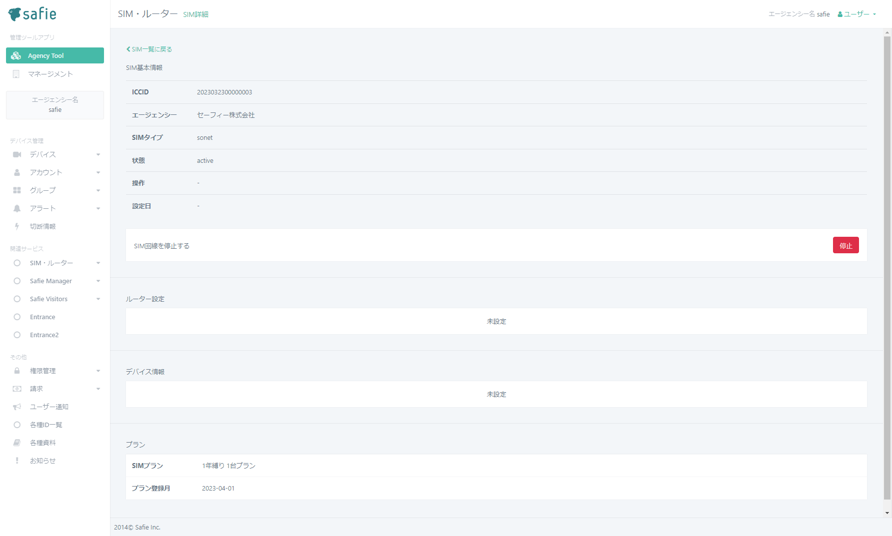 safie
管理ツールアプリ
Agency Tool
マネージメント
エージェンシー名
safie
デバイス管理
デバイス
アカウント
グループ
アラート
切断情報
関連サービス
SIM・ルーター
Safie Manager
Safie Visitors
Entrance
Entrance2
その他
権限管理
請求
ユーザー通知
各種ID一覧
各種資料
お知らせ
SIM・ルーター SIM詳細
エージェンシー名 safie ユーザー
SIM一覧に戻る
SIM基本情報
ICCID 2023032300000003
エージェンシー セーフィー株式会社
SIMタイプ sonet
状態 active
操作 -
設定日 -
SIM回線を停止する 停止
ルーター設定
未設定
デバイス情報
未設定
プラン
SIMプラン 1年縛り 1台プラン
プラン登録月 2023-04-01
2014© Safie Inc.